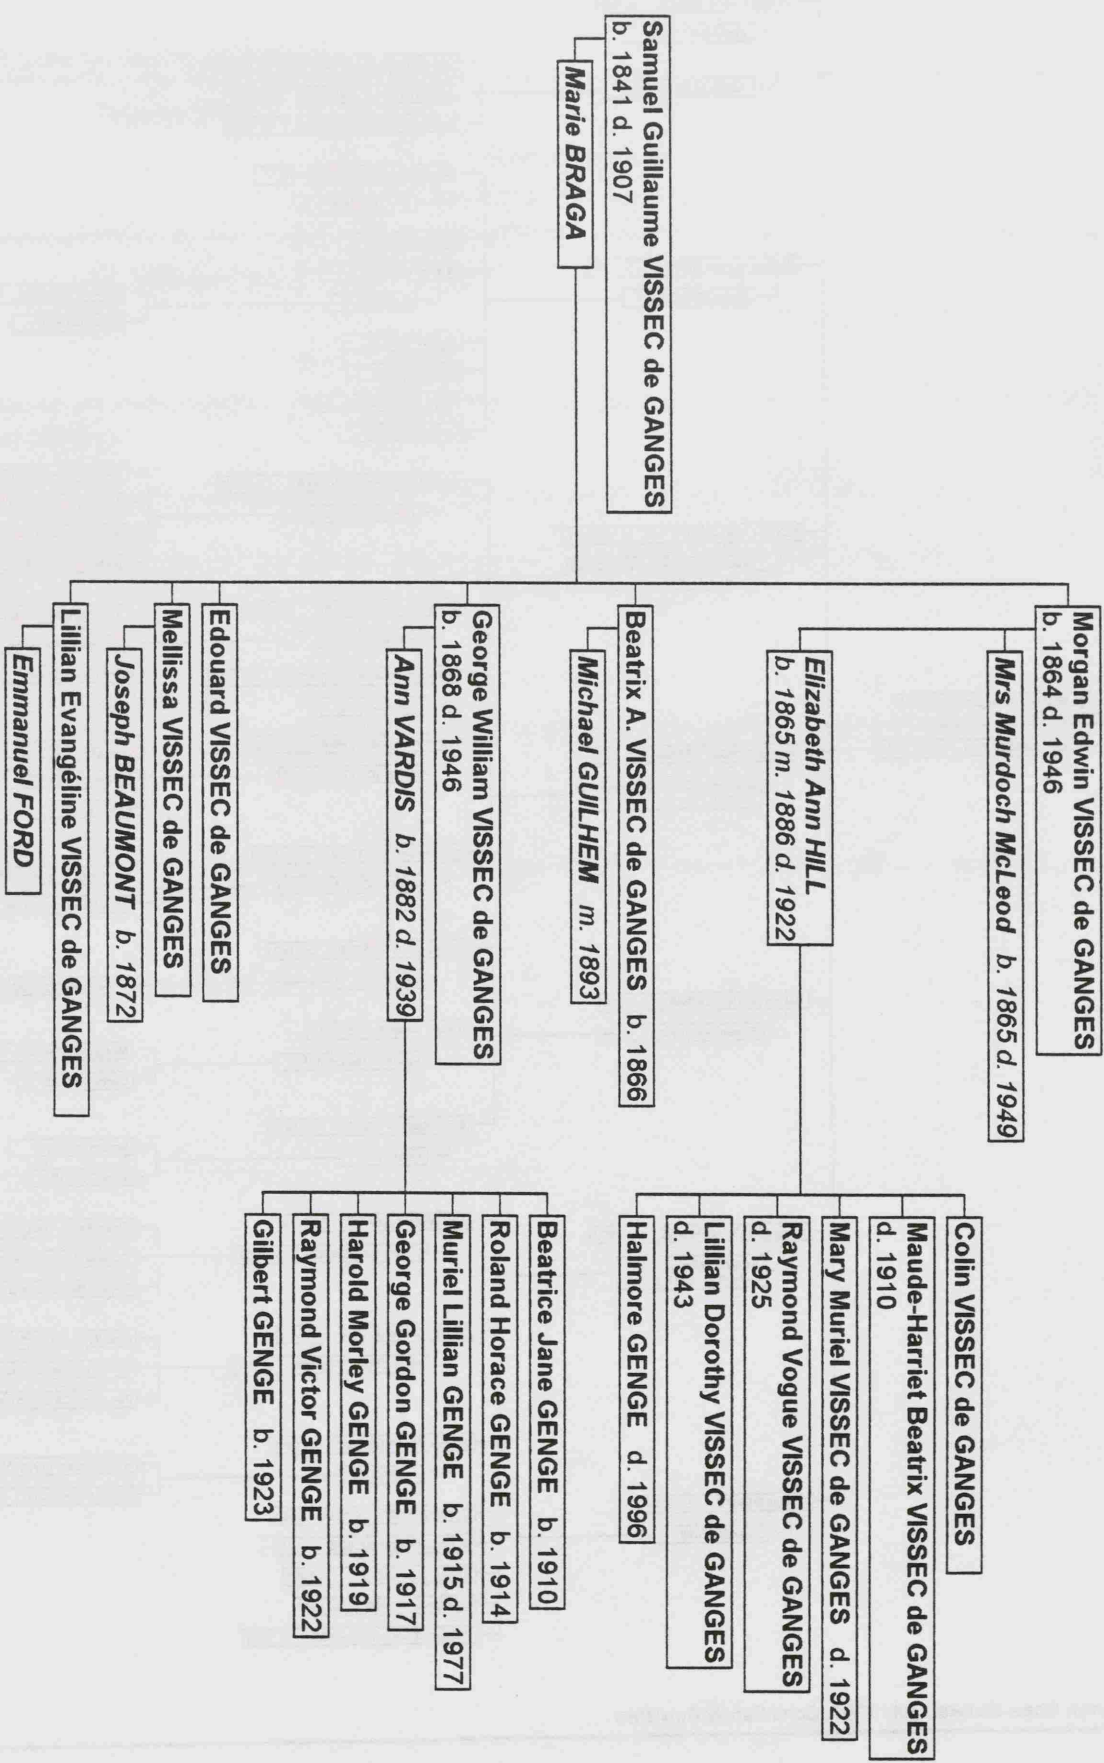 Samuel Guillaume VISSEC de GANGES
b. 1841 d. 1907
Marie BRAGA
Morgan Edwin VISSEC de GANGES
b. 1864 d. 1946
Mrs Murdoch McLeod b. 1865 d. 1949
Elizabeth Ann HILL
b. 1865 m. 1886 d. 1922
Colin VISSEC de GANGES
Maude-Harriet Beatrix VISSEC de GANGES
d. 1910
Mary Muriel VISSEC de GANGES d. 1922
Raymond Vogue VISSEC de GANGES
d. 1925
Lillian Dorothy VISSEC de GANGES
d. 1943
Halmore GENGE d. 1996
Beatrix A. VISSEC de GANGES b. 1866
Michael GUILHEM m. 1893
George William VISSEC de GANGES
b. 1868 d. 1946
Ann VARDIS b. 1882 d. 1939
Beatrice Jane GENGE b. 1910
Roland Horace GENGE b. 1914
Muriel Lillian GENGE b. 1915 d. 1977
George Gordon GENGE b. 1917
Harold Morley GENGE b. 1919
Raymond Victor GENGE b. 1922
Gilbert GENGE b. 1923
Edouard VISSEC de GANGES
Mellissa VISSEC de GANGES
Joseph BEAUMONT b. 1872
Lillian Evangéline VISSEC de GANGES
Emmanuel FORD